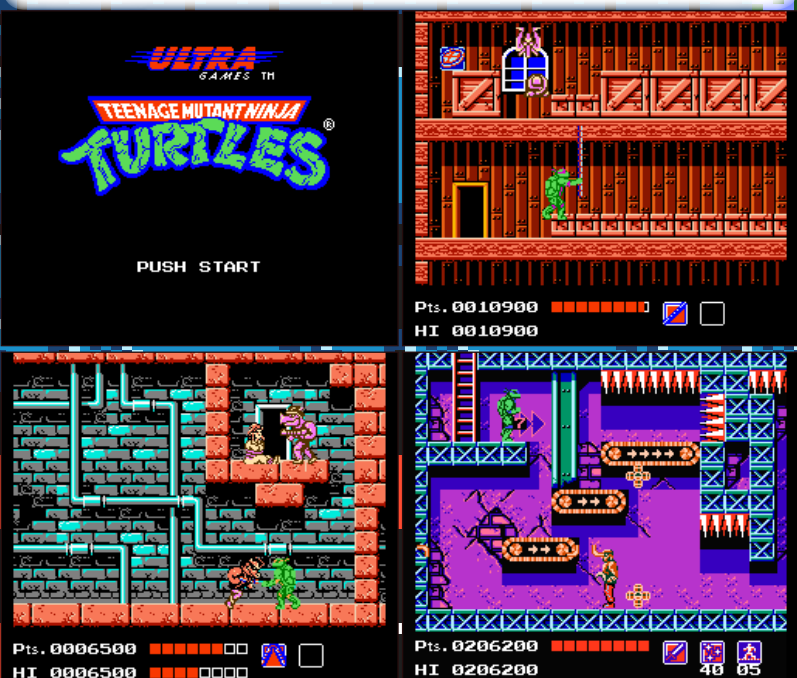 ULTRA
GAMES TM
TEENAGE MUTANT NINJA
TURTLES ®
PUSH START
Pts.0010900
HI 0010900
Pts.0006500
HI 0006500
Pts.0206200
HI 0206200
40 05